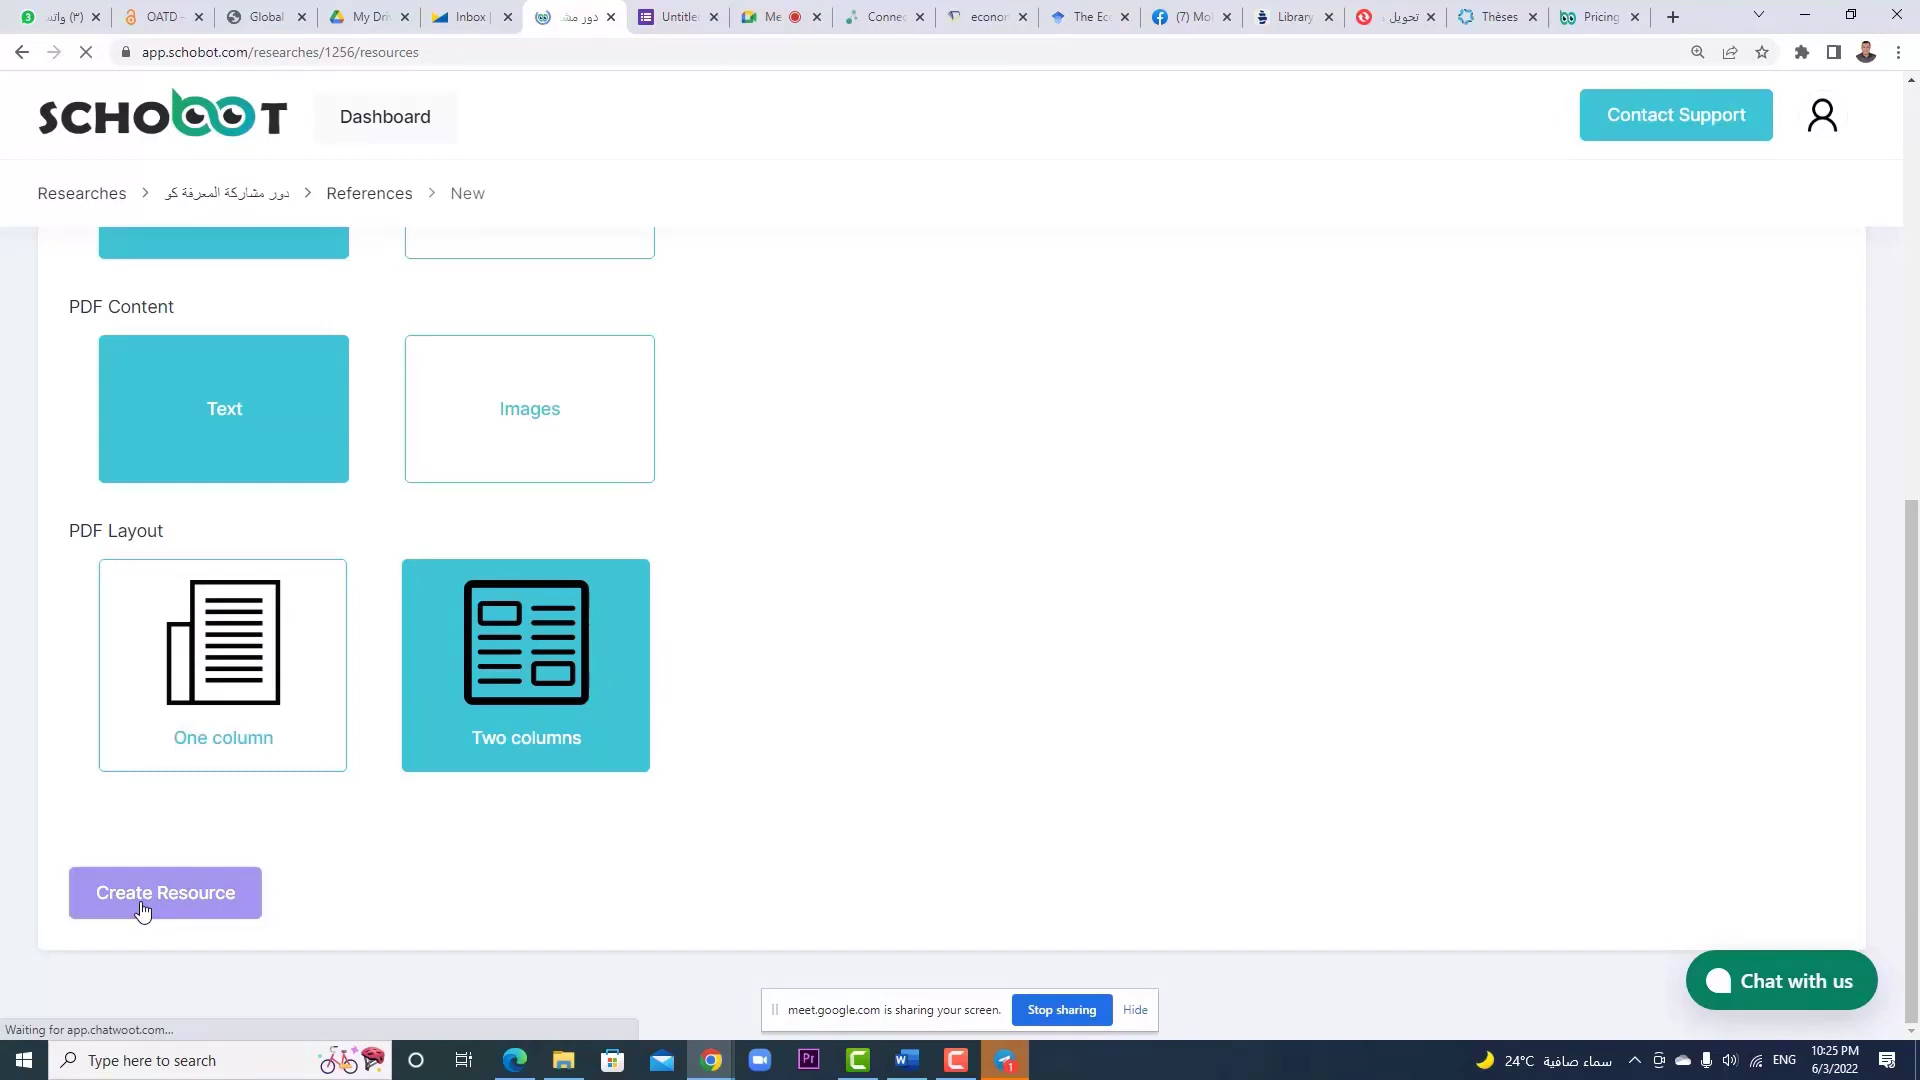 (٣) واتس
OATD -
Global
My Dri
Inbox |
دور مش
Untitle
Me
Connec
econor
The Ec
(7) Mol
Library
تحويل
Thèses
Pricing
app.schobot.com/researches/1256/resources
SCHOBOT
Dashboard
Contact Support
Researches > دور مشاركة المعرفة كو > References > New
PDF Content
Text
Images
PDF Layout
One column
Two columns
Create Resource
Chat with us
meet.google.com is sharing your screen.
Stop sharing
Hide
Waiting for app.chatwoot.com...
Type here to search
24°C سماء صافية
ENG
10:25 PM
6/3/2022